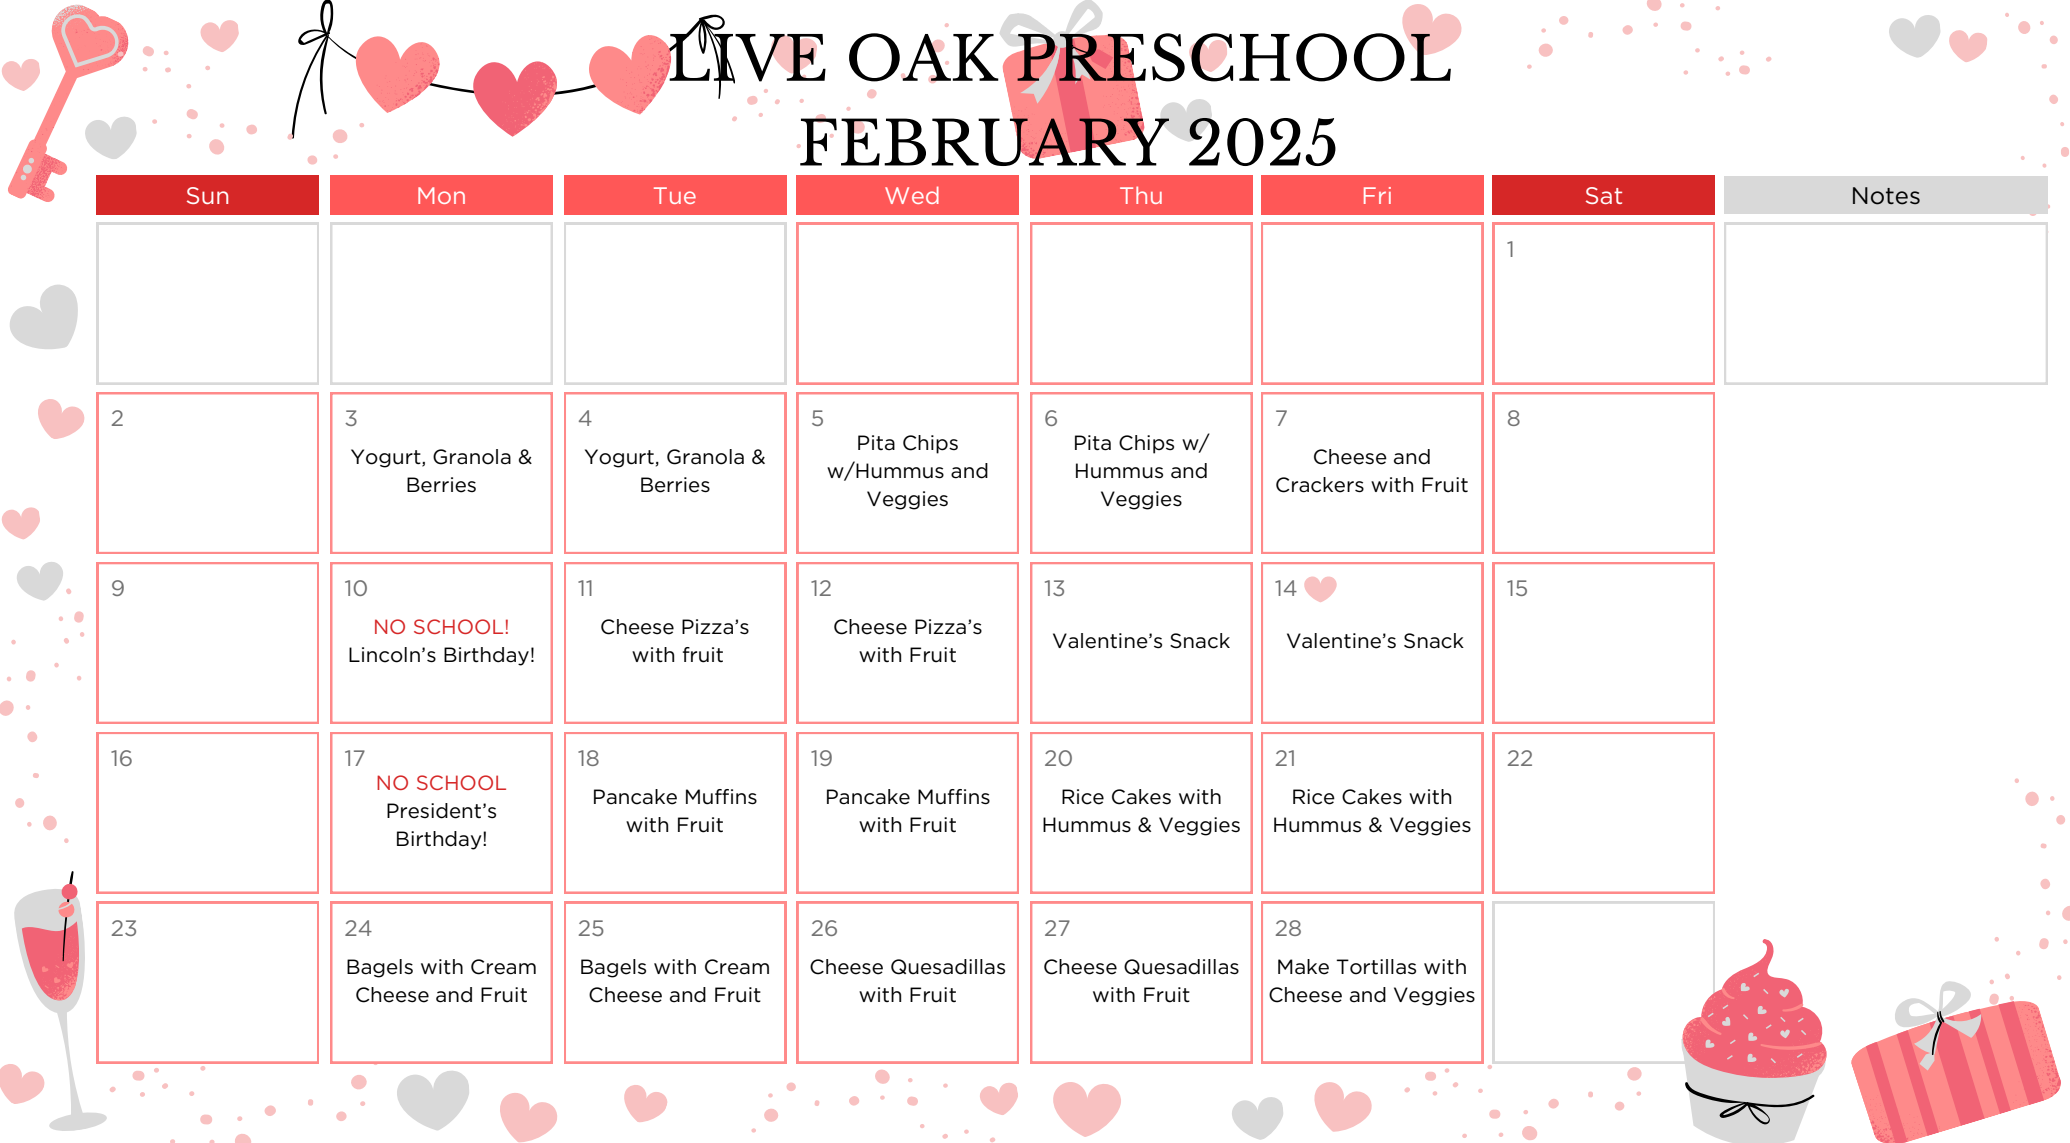 LIVE OAK PRESCHOOL
FEBRUARY 2025
Sun
Mon
Tue
Wed
Thu
Fri
Sat
Notes
1
2
3
Yogurt, Granola &
Berries
4
Yogurt, Granola &
Berries
5
Pita Chips
w/Hummus and
Veggies
6
Pita Chips w/
Hummus and
Veggies
7
Cheese and
Crackers with Fruit
8
9
10
NO SCHOOL!
Lincoln’s Birthday!
11
Cheese Pizza’s
with fruit
12
Cheese Pizza’s
with Fruit
13
Valentine’s Snack
14
Valentine’s Snack
15
16
17
NO SCHOOL
President’s
Birthday!
18
Pancake Muffins
with Fruit
19
Pancake Muffins
with Fruit
20
Rice Cakes with
Hummus & Veggies
21
Rice Cakes with
Hummus & Veggies
22
23
24
Bagels with Cream
Cheese and Fruit
25
Bagels with Cream
Cheese and Fruit
26
Cheese Quesadillas
with Fruit
27
Cheese Quesadillas
with Fruit
28
Make Tortillas with
Cheese and Veggies